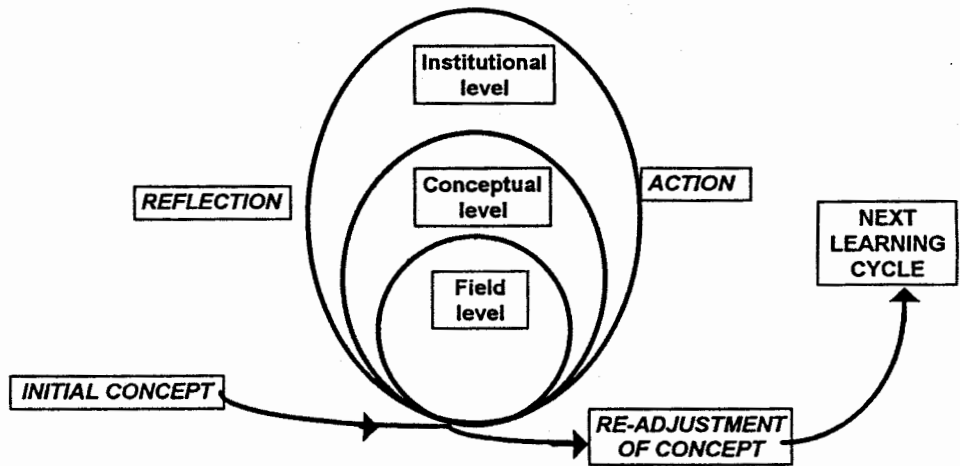 Institutional
level
REFLECTION
Conceptual
level
ACTION
NEXT
LEARNING
CYCLE
Field
level
INITIAL CONCEPT
RE-ADJUSTMENT
OF CONCEPT